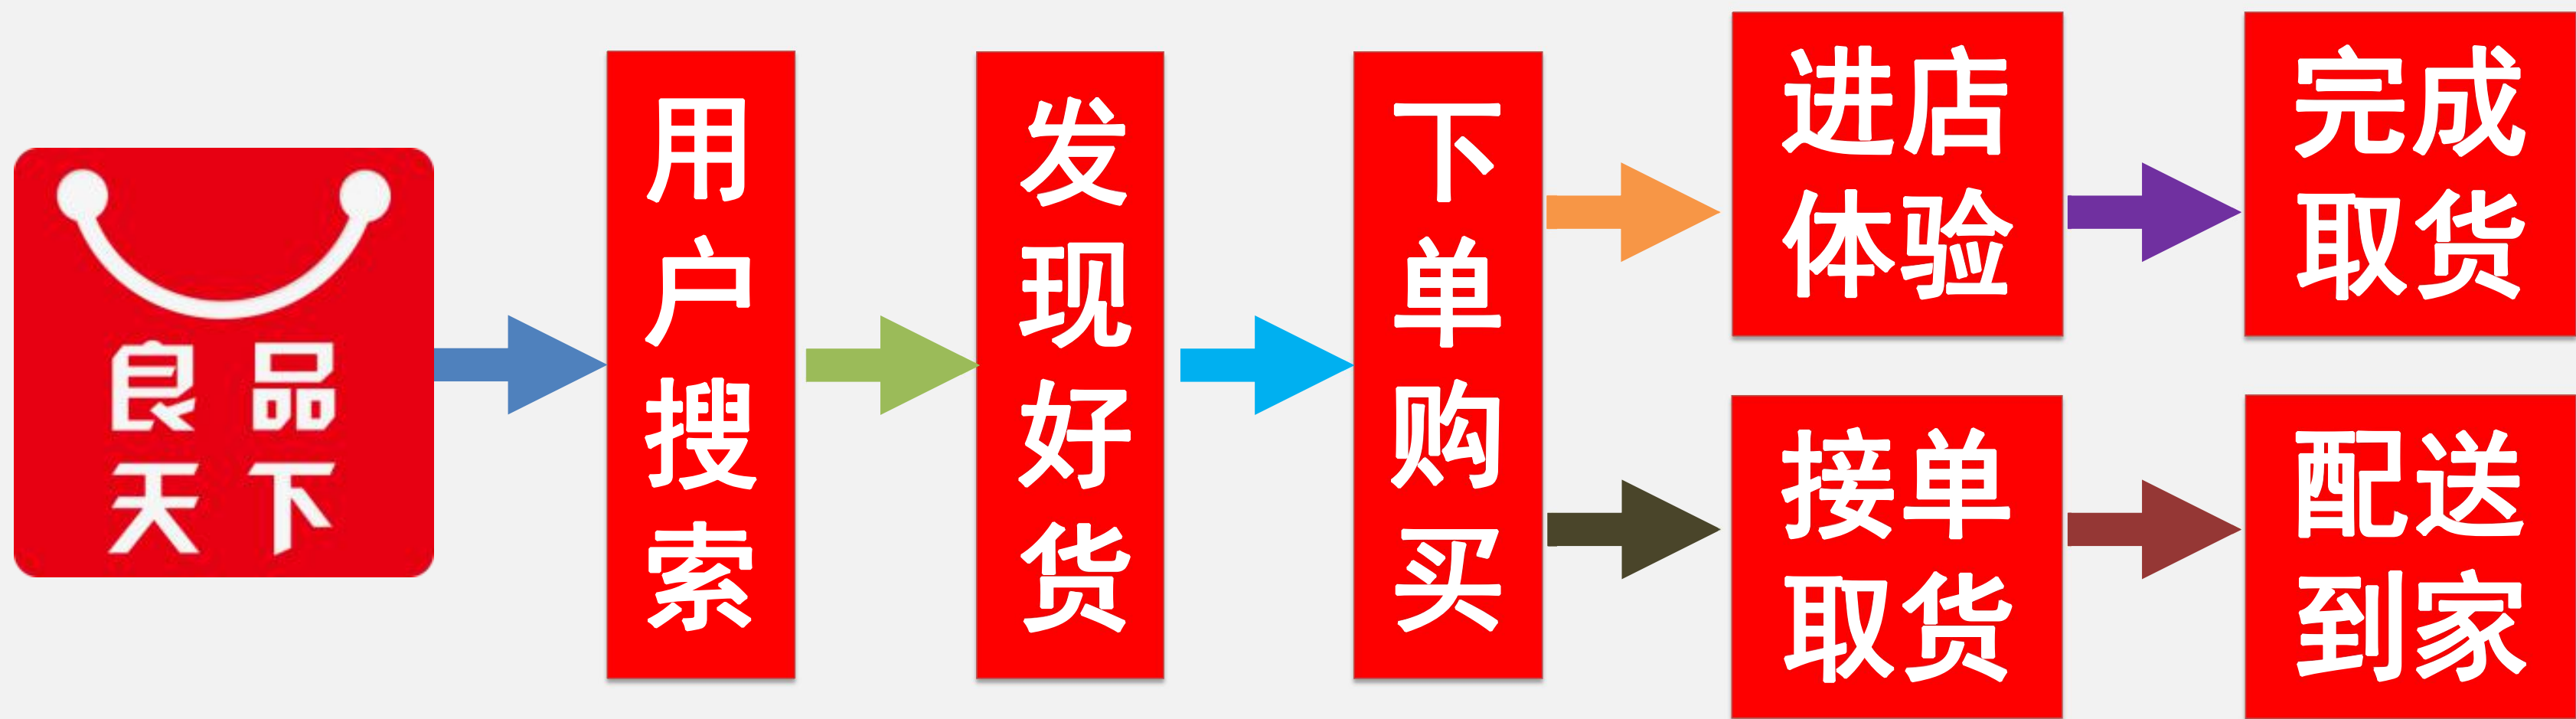 良品
天下
用户搜索
发现好货
下单购买
进店
体验
完成
取货
接单
取货
配送
到家